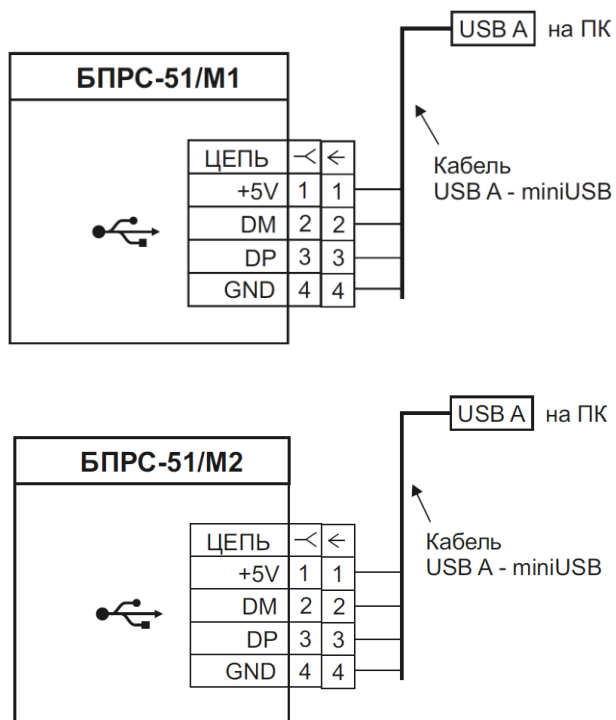 USB A на ПК
БПРС-51/М1
ЦЕПЬ
+5V 1 1
DM 2 2
DP 3 3
GND 4 4
Кабель
USB A - miniUSB
USB A на ПК
БПРС-51/М2
ЦЕПЬ
+5V 1 1
DM 2 2
DP 3 3
GND 4 4
Кабель
USB A - miniUSB